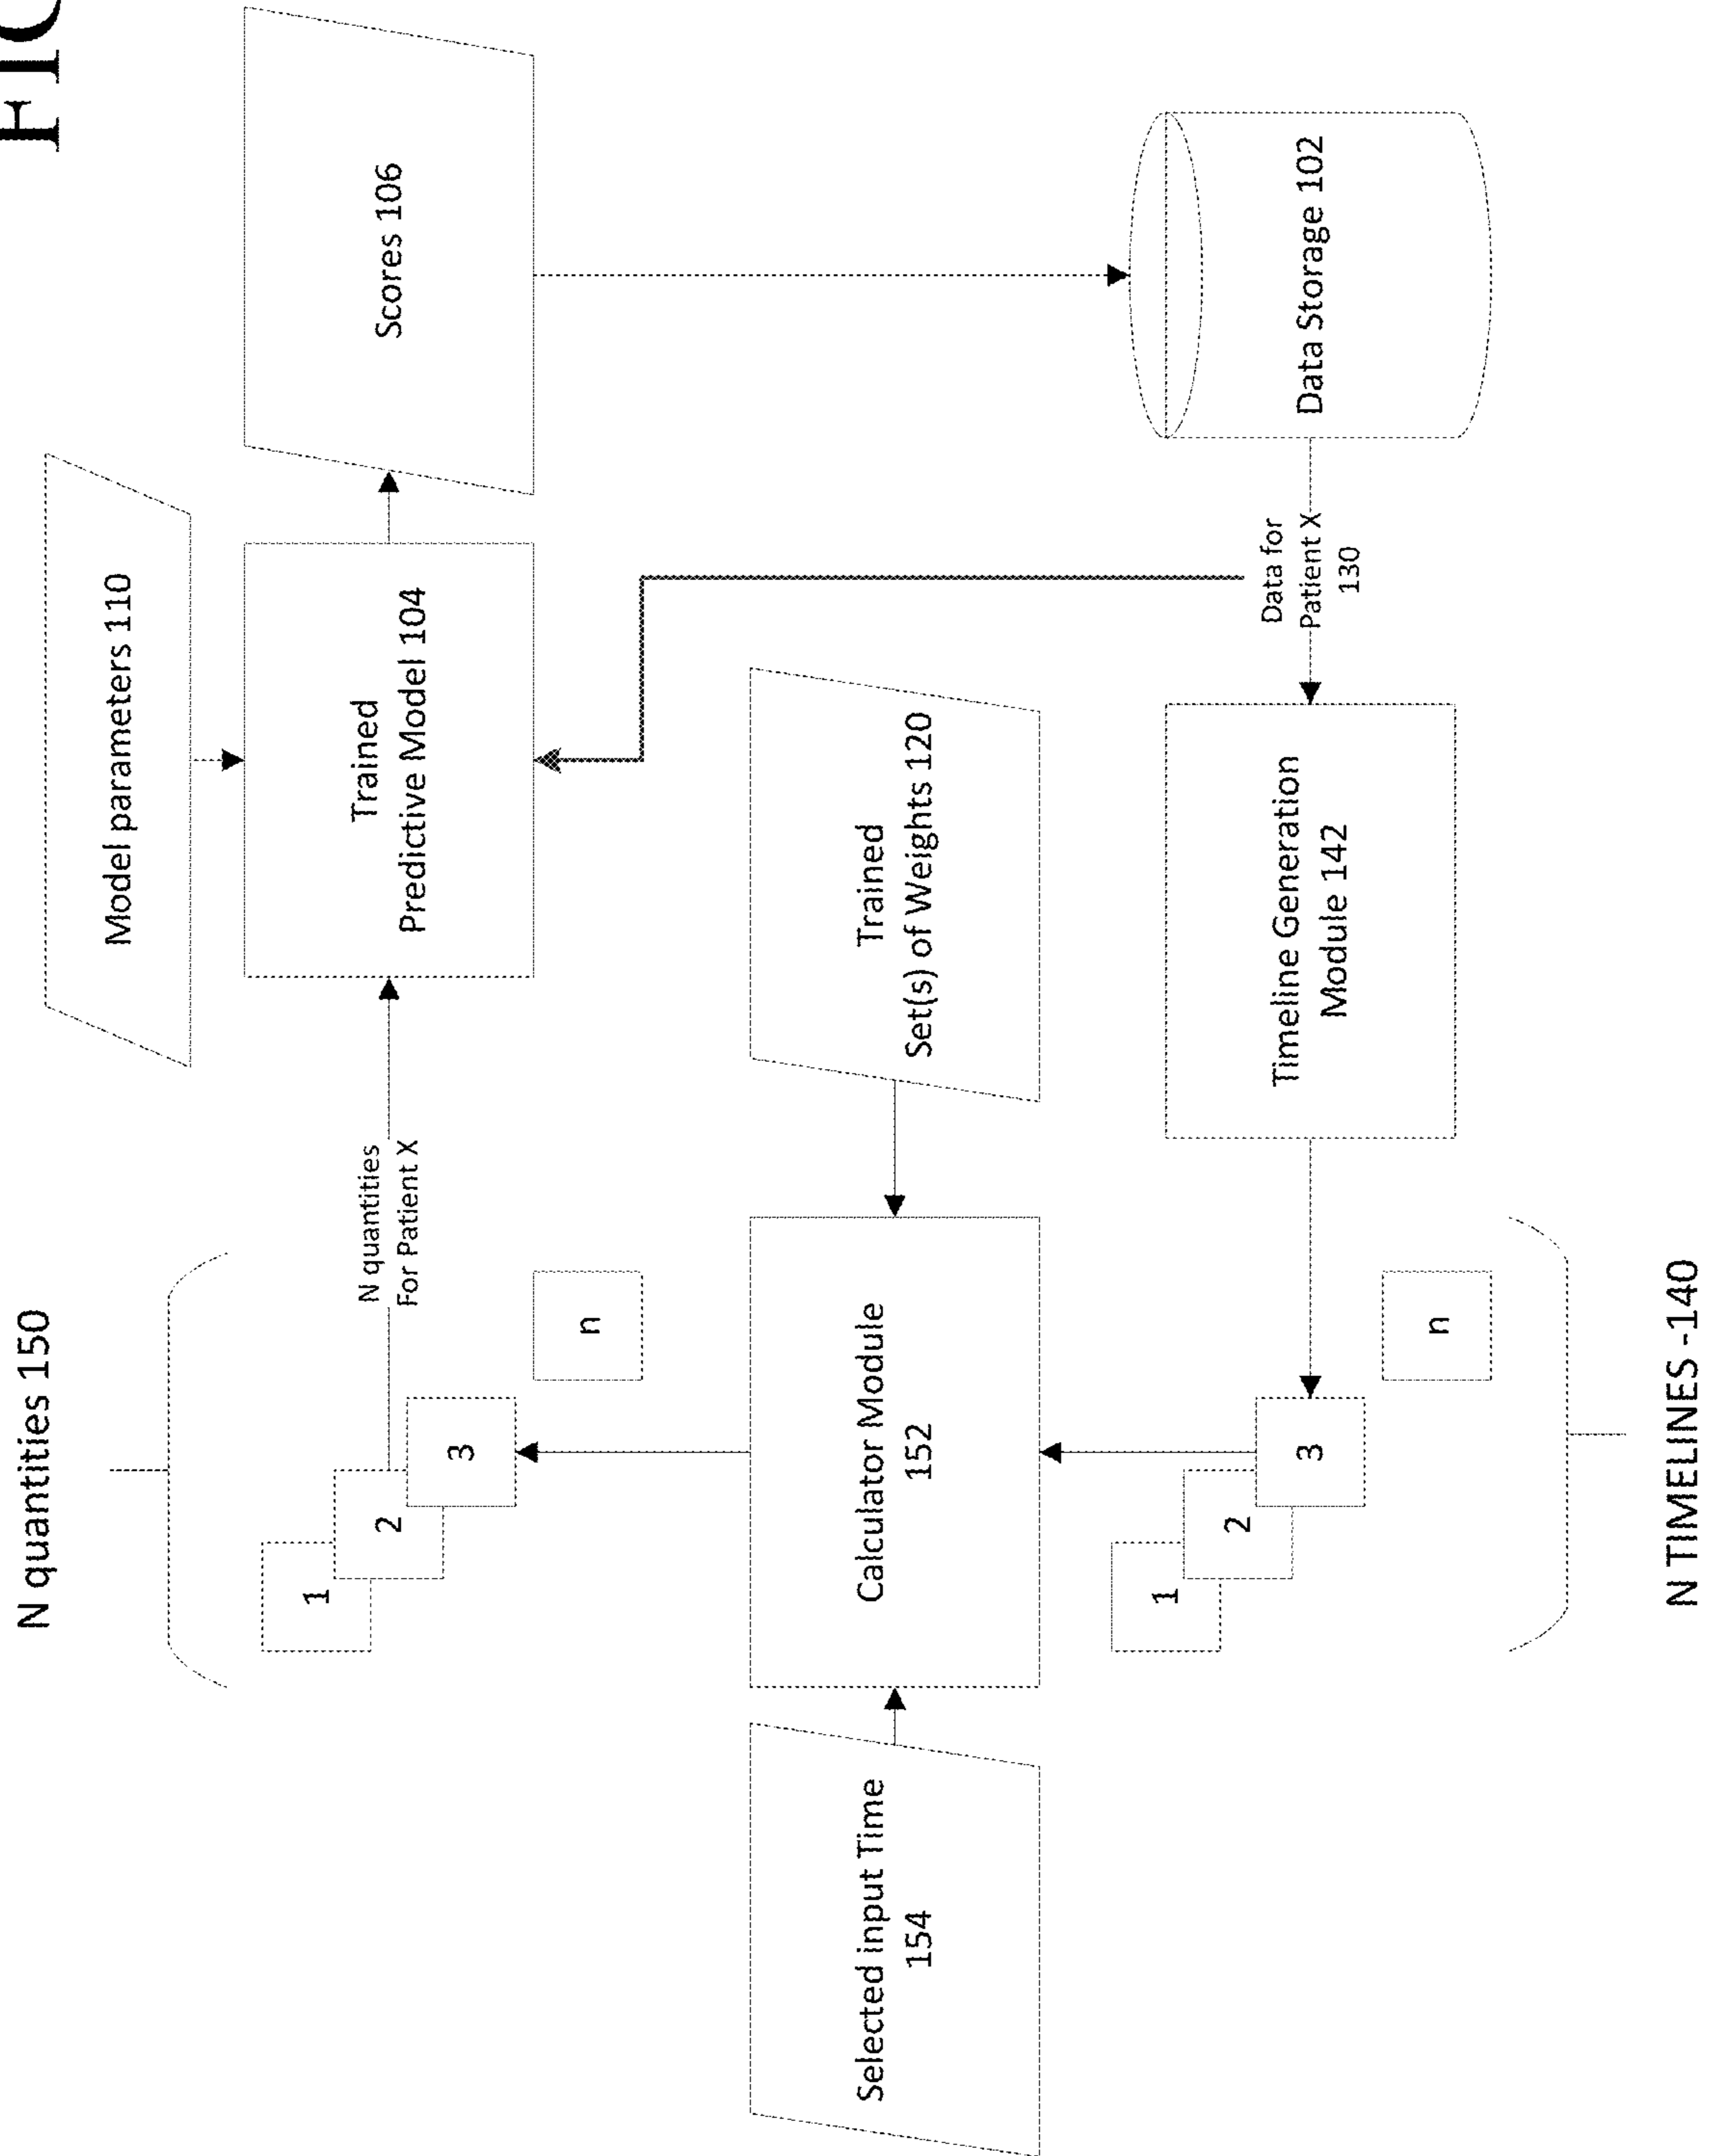 N quantities 150
Model parameters 110
1
2
3
n
N quantities
For Patient X
Trained
Predictive Model 104
Scores 106
Selected input Time
154
Calculator Module
152
Trained
Set(s) of Weights 120
1
2
3
n
Timeline Generation
Module 142
Data for
Patient X
130
Data Storage 102
N TIMELINES -140